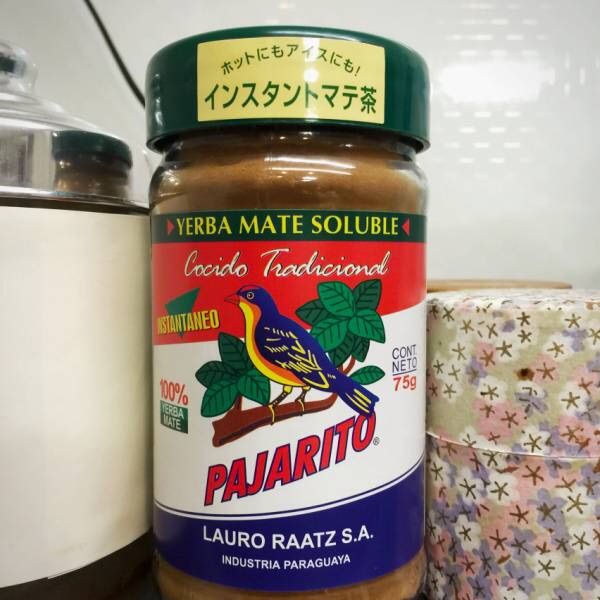 ホットにもアイスにも!
インスタントマテ茶
YERBA MATE SOLUBLE
Cocido Tradicional
INSTANTANEO
CONT.
NETO
75g
100%
YERBA
MATE
PAJARITO®
LAURO RAATZ S.A.
INDUSTRIA PARAGUAYA